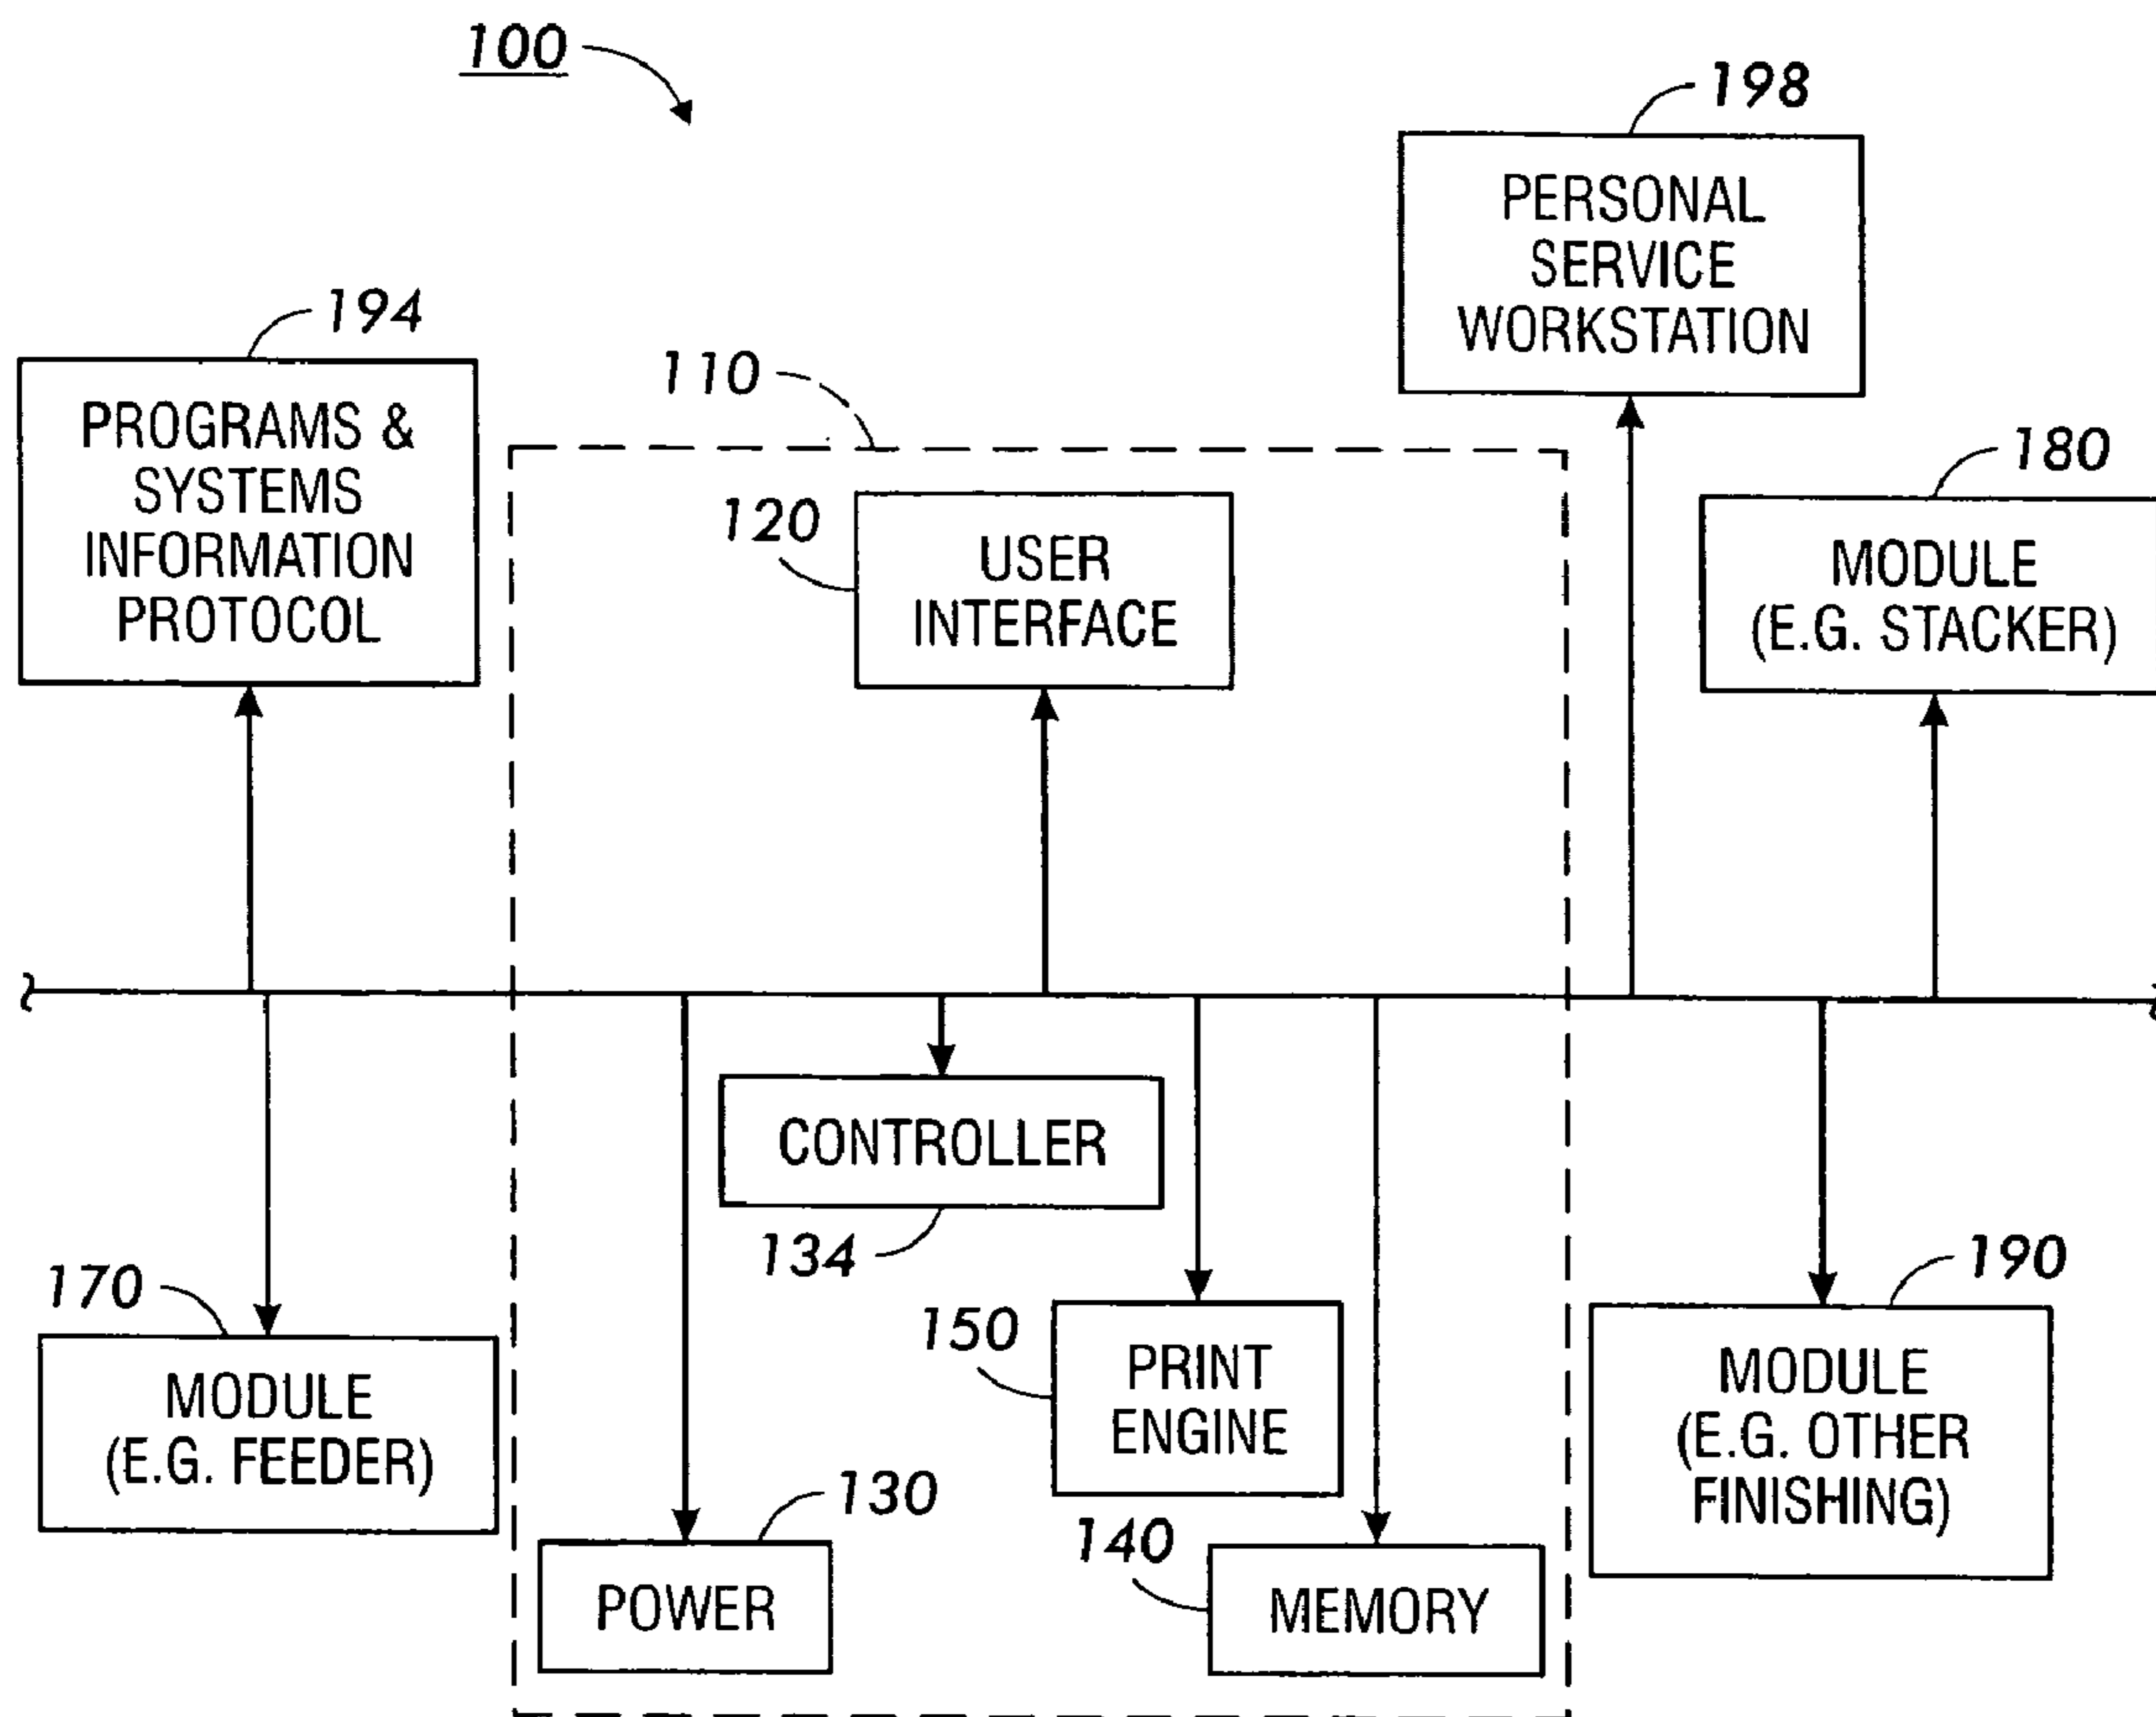 100
198
PERSONAL
SERVICE
WORKSTATION
194
PROGRAMS &
SYSTEMS
INFORMATION
PROTOCOL
110
120
USER
INTERFACE
180
MODULE
(E.G. STACKER)
CONTROLLER
134
170
MODULE
(E.G. FEEDER)
150
PRINT
ENGINE
190
MODULE
(E.G. OTHER
FINISHING)
130
POWER
140
MEMORY